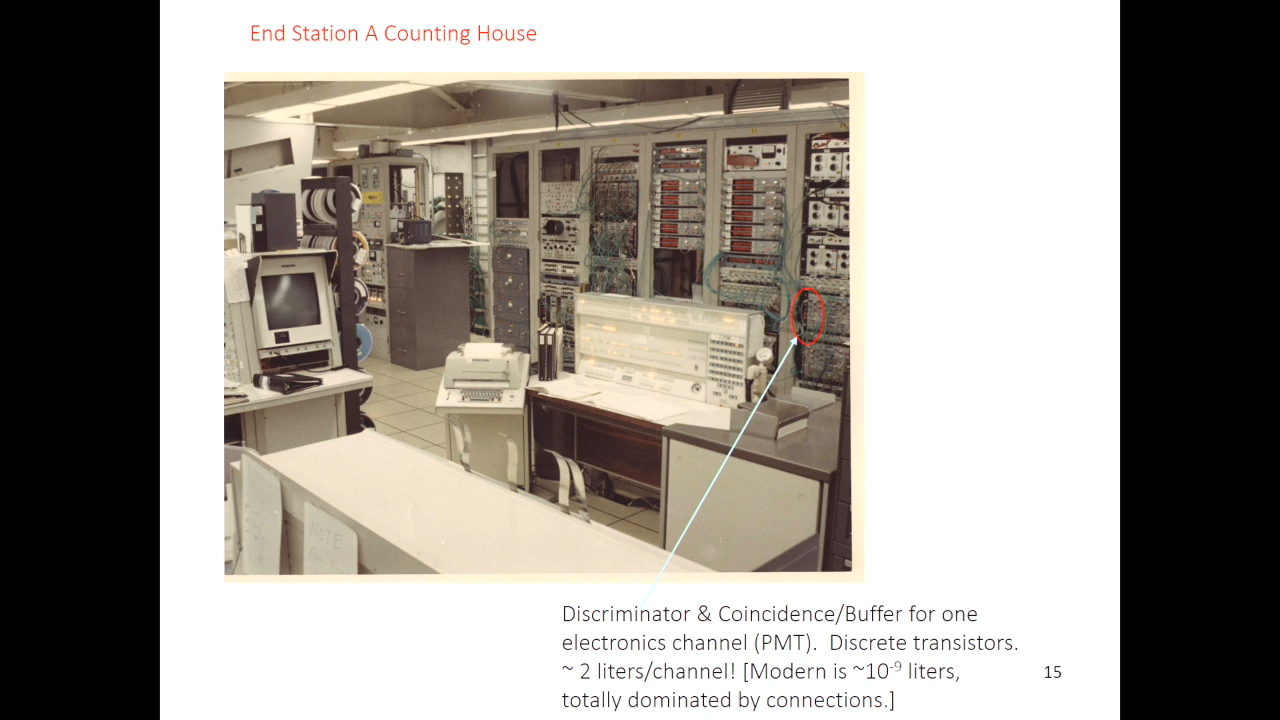 End Station A Counting House
NOTE
Discriminator & Coincidence/Buffer for one
electronics channel (PMT). Discrete transistors.
~ 2 liters/channel! [Modern is ~10⁻⁹ liters,
totally dominated by connections.]
15